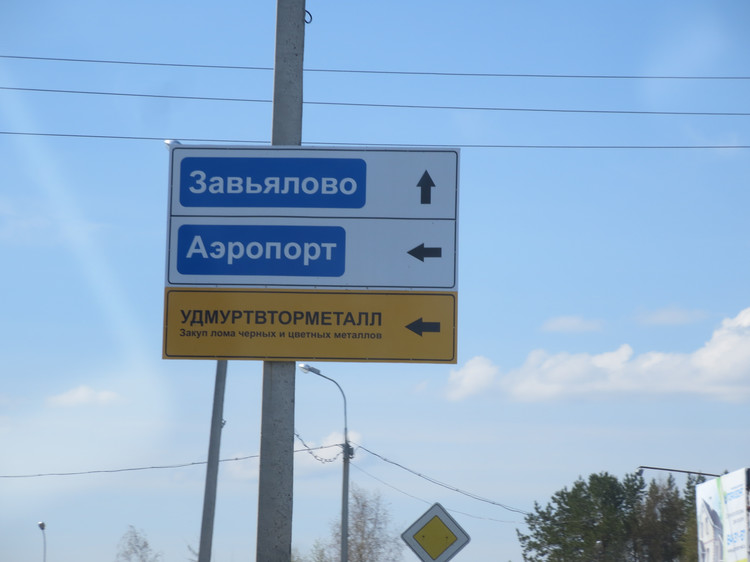 Завьялово
Аэропорт
УДМУРТВТОРМЕТАЛЛ
Закуп лома черных и цветных металлов